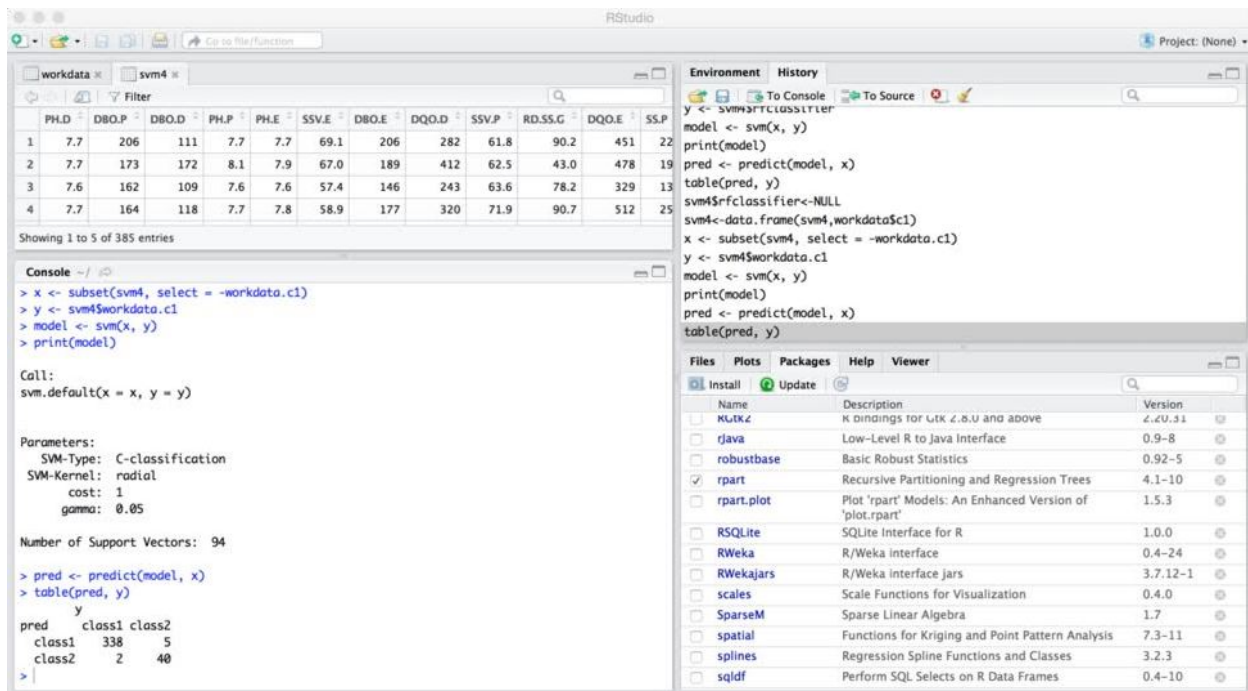 RStudio
Go to file/function
Project: (None)
workdata
svm4
Filter
PH.D DBO.P DBO.D PH.P PH.E SSV.E DBO.E DQO.D SSV.P RD.SS.G DQO.E SS.P
1 7.7 206 111 7.7 7.7 69.1 206 282 61.8 90.2 451 22
2 7.7 173 172 8.1 7.9 67.0 189 412 62.5 43.0 478 19
3 7.6 162 109 7.6 7.6 57.4 146 243 63.6 78.2 329 13
4 7.7 164 118 7.7 7.8 58.9 177 320 71.9 90.7 512 25
Showing 1 to 5 of 385 entries
Console ~/
> x <- subset(svm4, select = -workdata.c1)
> y <- svm4$workdata.c1
> model <- svm(x, y)
> print(model)
Call:
svm.default(x = x, y = y)
Parameters:
SVM-Type: C-classification
SVM-Kernel: radial
cost: 1
gamma: 0.05
Number of Support Vectors: 94
> pred <- predict(model, x)
> table(pred, y)
y
pred class1 class2
class1 338 5
class2 2 40
>
Environment History
To Console To Source
y <- svm4$rfclassifier
model <- svm(x, y)
print(model)
pred <- predict(model, x)
table(pred, y)
svm4$rfclassifier<-NULL
svm4<-data.frame(svm4,workdata$c1)
x <- subset(svm4, select = -workdata.c1)
y <- svm4$workdata.c1
model <- svm(x, y)
print(model)
pred <- predict(model, x)
table(pred, y)
Files Plots Packages Help Viewer
Install Update
Name Description Version
RGtk2 R bindings for Gtk 2.8.0 and above 2.20.31
rJava Low-Level R to Java Interface 0.9-8
robustbase Basic Robust Statistics 0.92-5
rpart Recursive Partitioning and Regression Trees 4.1-10
rpart.plot Plot 'rpart' Models: An Enhanced Version of 1.5.3
'plot.rpart'
RSQLite SQLite Interface for R 1.0.0
RWeka R/Weka interface 0.4-24
RWekajars R/Weka interface jars 3.7.12-1
scales Scale Functions for Visualization 0.4.0
SparseM Sparse Linear Algebra 1.7
spatial Functions for Kriging and Point Pattern Analysis 7.3-11
splines Regression Spline Functions and Classes 3.2.3
sqldf Perform SQL Selects on R Data Frames 0.4-10